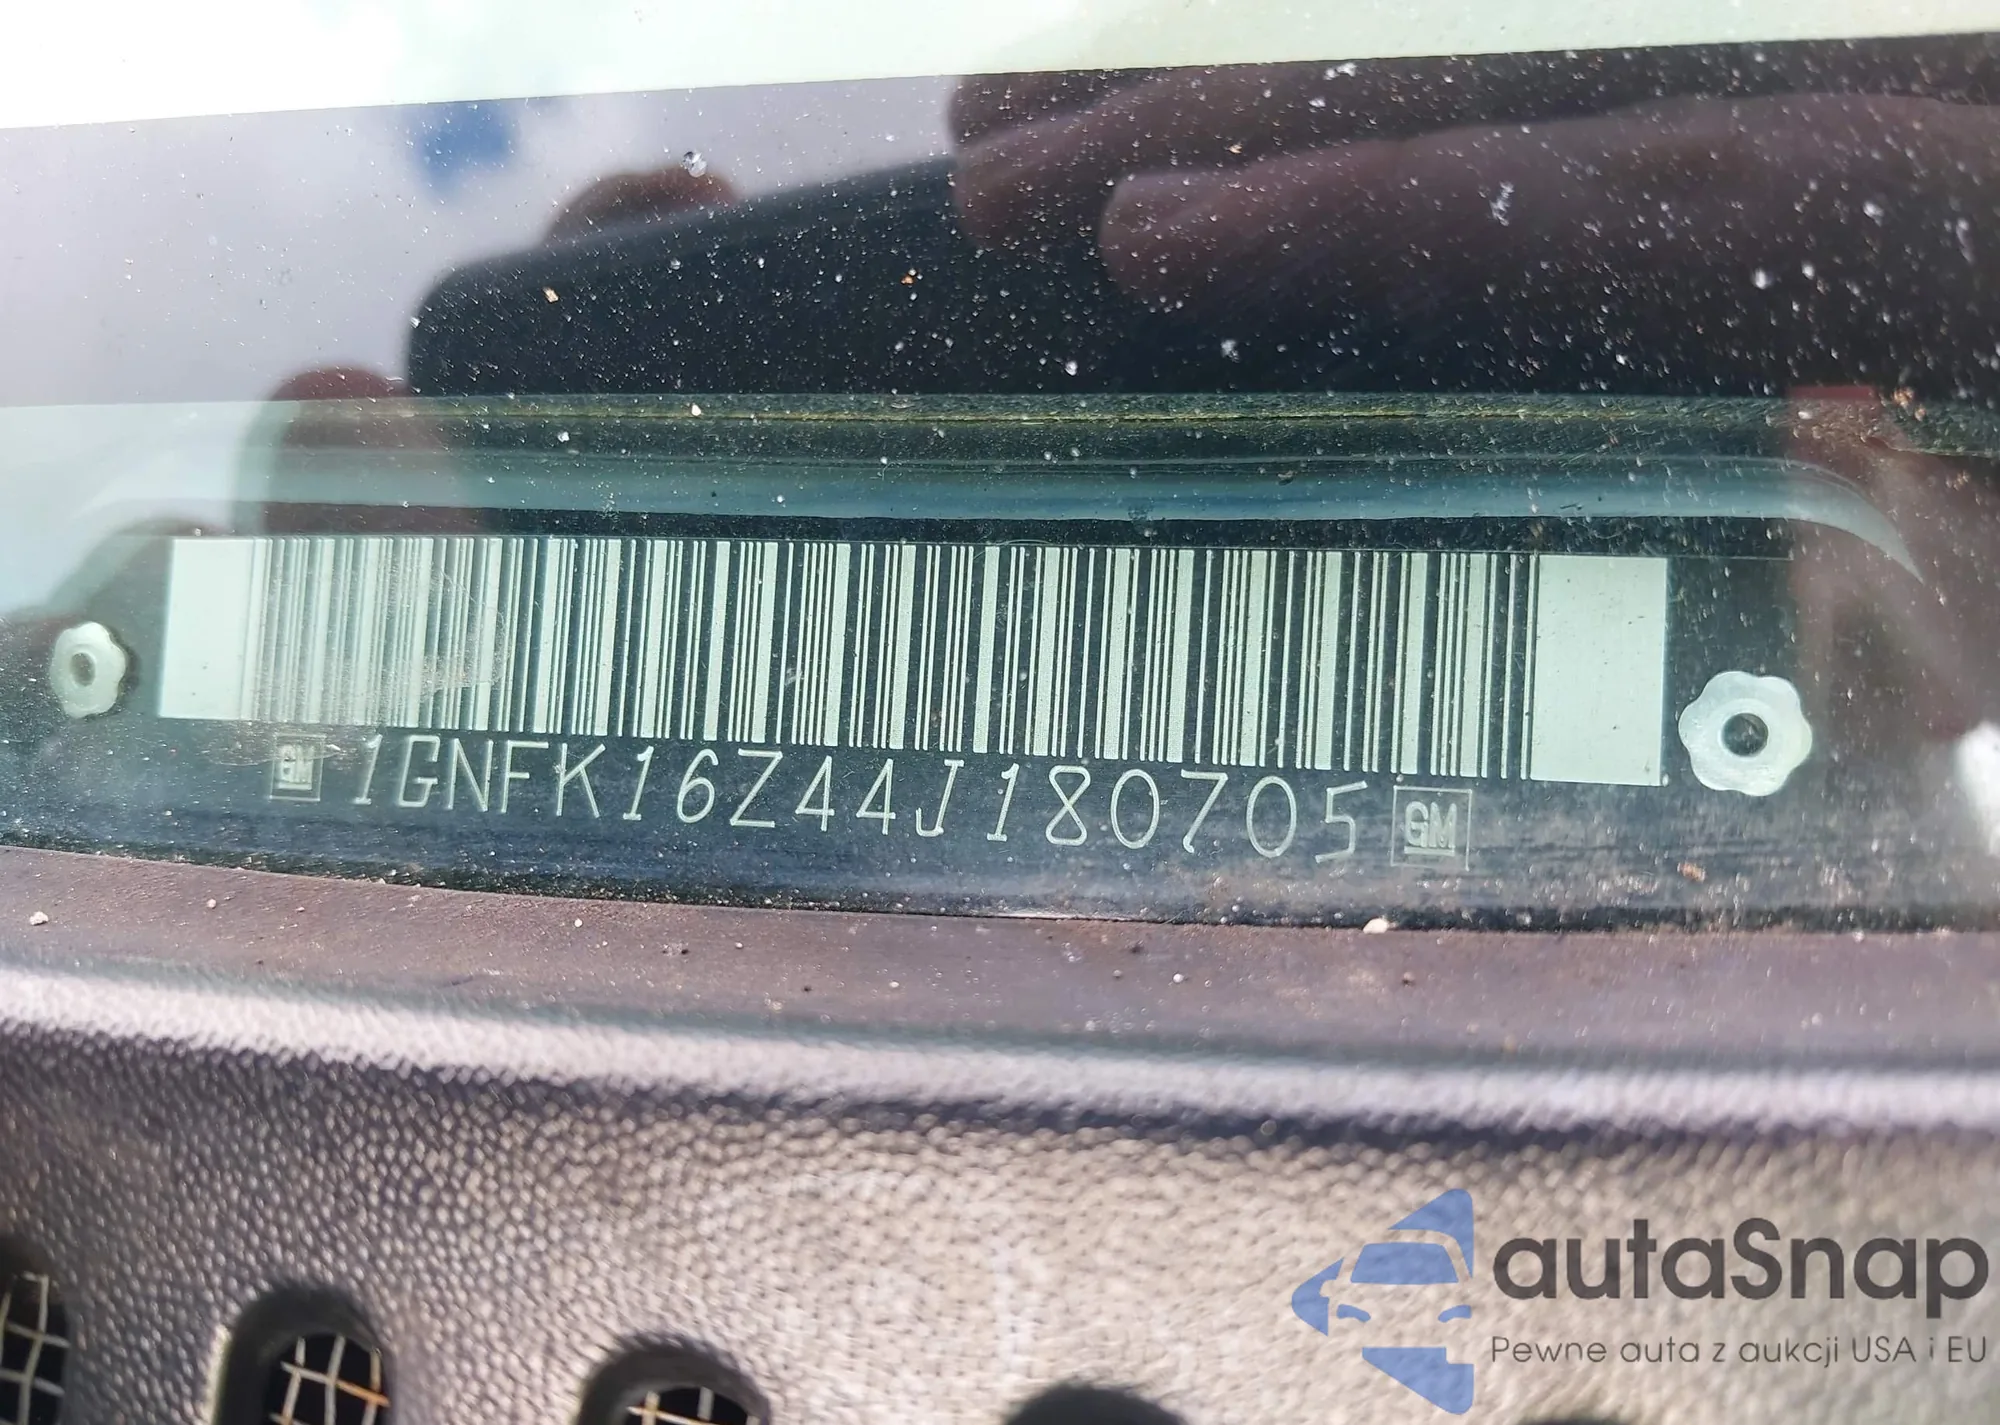 GM 1GNFK16Z44J180705 GM
autaSnap
Pewne auta z aukcji USA i EU